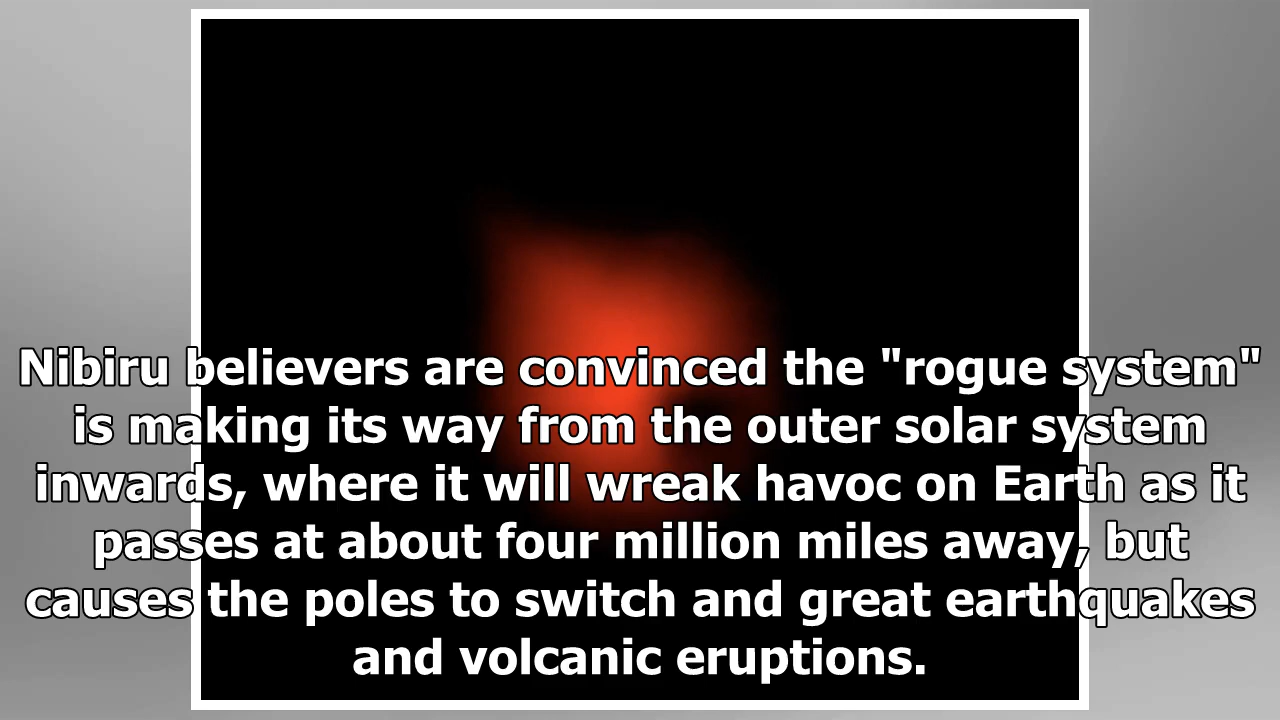 Nibiru believers are convinced the "rogue system"
is making its way from the outer solar system
inwards, where it will wreak havoc on Earth as it
passes at about four million miles away, but
causes the poles to switch and great earthquakes
and volcanic eruptions.